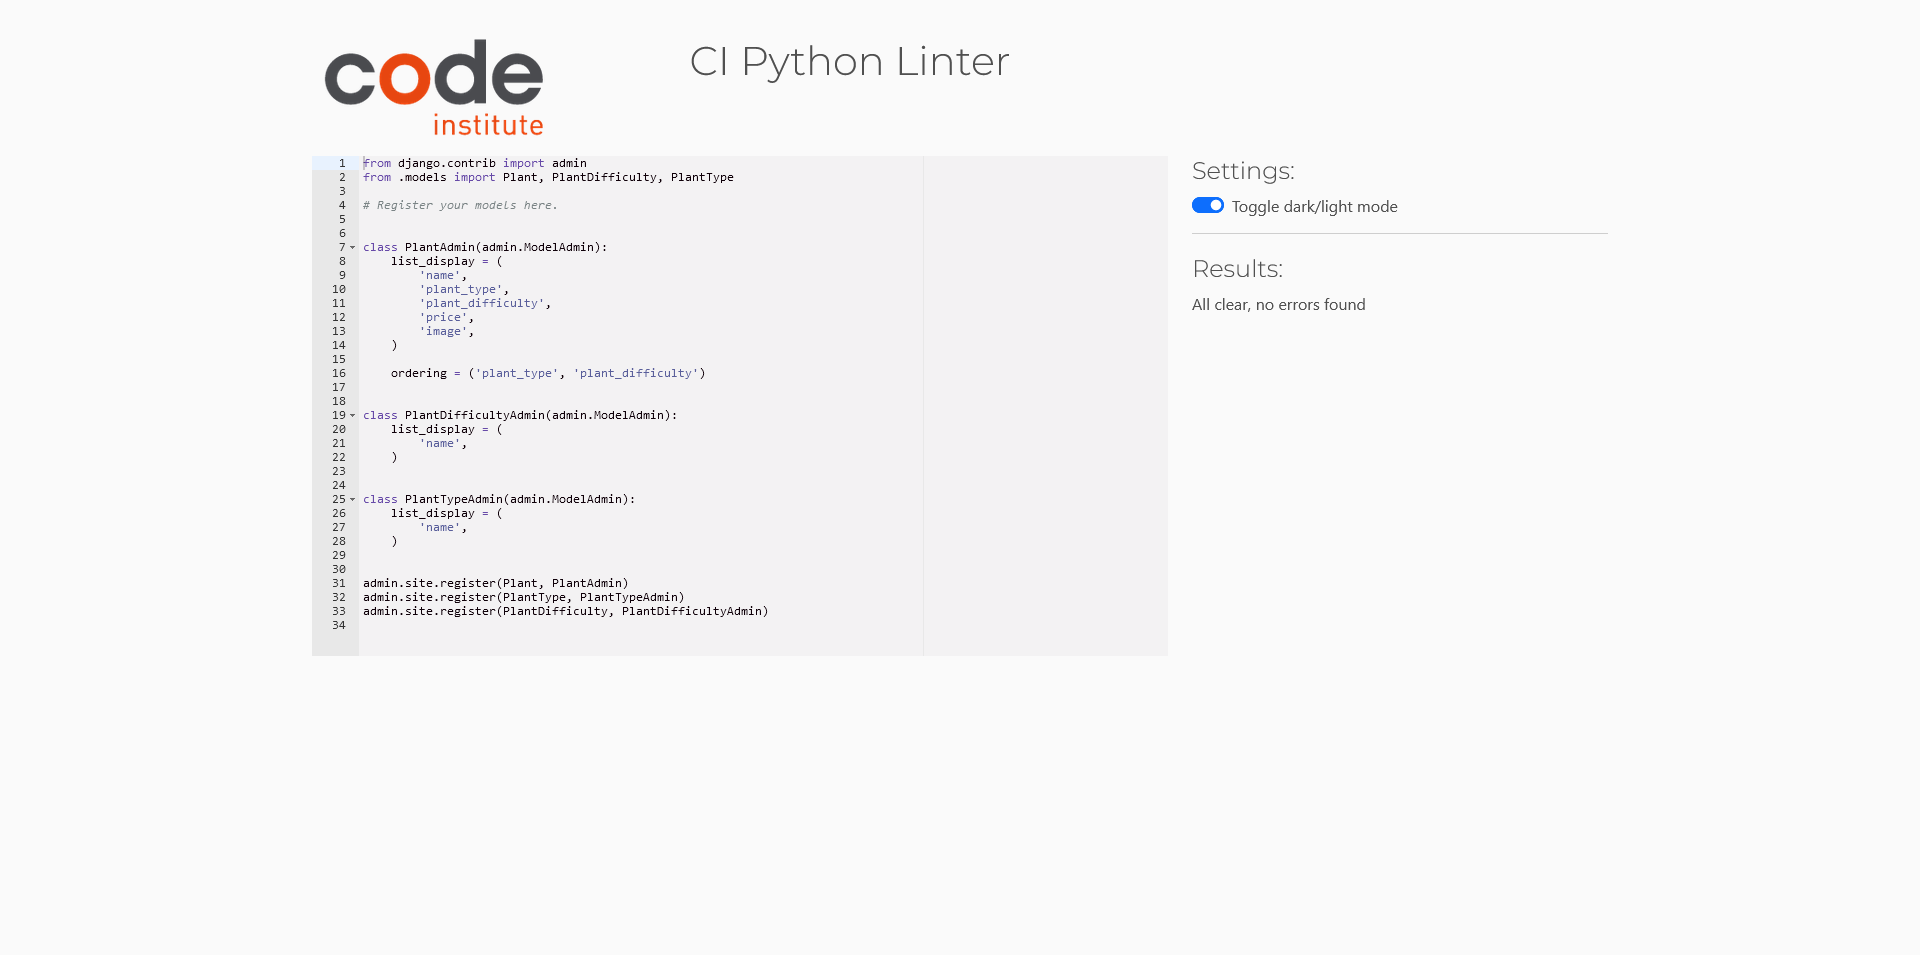 code
institute
CI Python Linter
1 from django.contrib import admin
2 from .models import Plant, PlantDifficulty, PlantType
3
4 # Register your models here.
5
6
7 class PlantAdmin(admin.ModelAdmin):
8     list_display = (
9         'name',
10         'plant_type',
11         'plant_difficulty',
12         'price',
13         'image',
14     )
15
16     ordering = ('plant_type', 'plant_difficulty')
17
18
19 class PlantDifficultyAdmin(admin.ModelAdmin):
20     list_display = (
21         'name',
22     )
23
24
25 class PlantTypeAdmin(admin.ModelAdmin):
26     list_display = (
27         'name',
28     )
29
30
31 admin.site.register(Plant, PlantAdmin)
32 admin.site.register(PlantType, PlantTypeAdmin)
33 admin.site.register(PlantDifficulty, PlantDifficultyAdmin)
34
Settings:
Toggle dark/light mode
Results:
All clear, no errors found